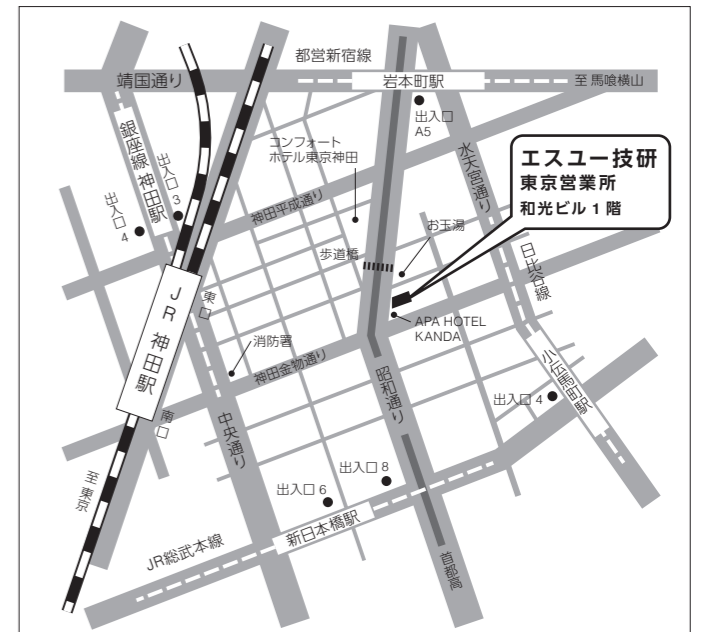 都営新宿線
靖国通り
岩本町駅
至 馬喰横山
出入口
A5
銀座線 神田駅
出入口
3
出入口
4
コンフォート
ホテル東京神田
水天宮通り
エスユー技研
東京営業所
和光ビル 1 階
神田平成通り
お玉湯
歩道橋
日比谷線
JR 神田駅
東口
APA HOTEL
KANDA
消防署
神田金物通り
昭和通り
小伝馬町駅
出入口 4
南口
中央通り
至 東京
出入口 8
出入口 6
新日本橋駅
JR総武本線
首都高